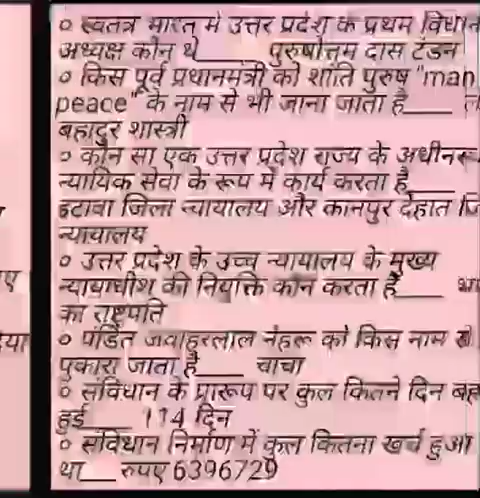 ० स्वतंत्र भारत में उत्तर प्रदेश के प्रथम विधान
अध्यक्ष कौन थे____ पुरुषोत्तम दास टंडन
० किस पूर्व प्रधानमंत्री को शांति पुरुष "man
peace" के नाम से भी जाना जाता है____ ल
बहादुर शास्त्री
० कौन सा एक उत्तर प्रदेश राज्य के अधीनस्थ
न्यायिक सेवा के रूप में कार्य करता है____
इटावा जिला न्यायालय और कानपुर देहात जि
न्यायालय
० उत्तर प्रदेश के उच्च न्यायालय के मुख्य
न्यायाधीश की नियुक्ति कौन करता है____ भा
का राष्ट्रपति
० पंडित जवाहरलाल नेहरू को किस नाम से
पुकारा जाता है____ चाचा
० संविधान के प्रारूप पर कुल कितने दिन बह
हुई____ 114 दिन
० संविधान निर्माण में कुल कितना खर्च हुआ
था___ रुपए 6396729